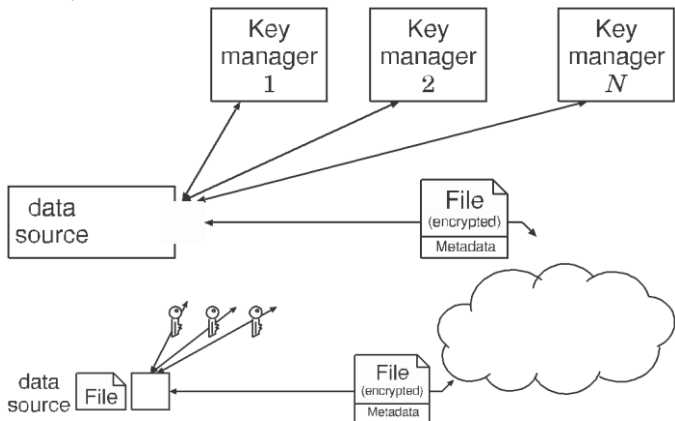 Key
manager
1
Key
manager
2
Key
manager
N
data
source
File
(encrypted)
Metadata
data
source
File
File
(encrypted)
Metadata